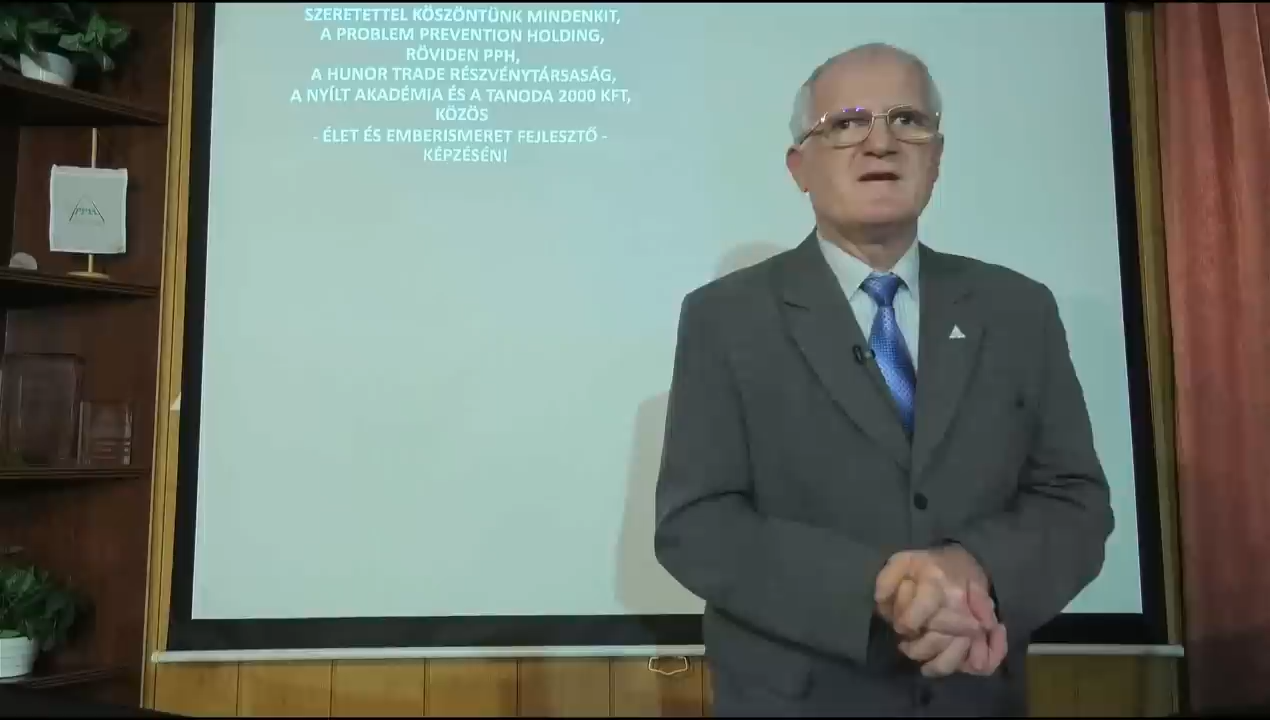 SZERETETTEL KÖSZÖNTÜNK MINDENKIT,
A PROBLEM PREVENTION HOLDING,
RÖVIDEN PPH,
A HUNOR TRADE RÉSZVÉNYTÁRSASÁG,
A NYÍLT AKADÉMIA ÉS A TANODA 2000 KFT,
KÖZÖS
- ÉLET ÉS EMBERISMERET FEJLESZTŐ -
KÉPZÉSÉN!
PPH